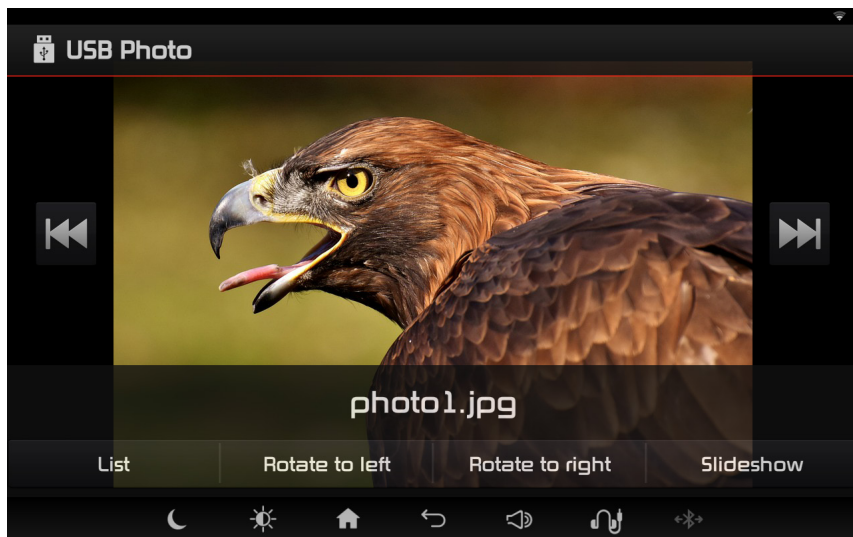 USB Photo
photo1.jpg
List
Rotate to left
Rotate to right
Slideshow